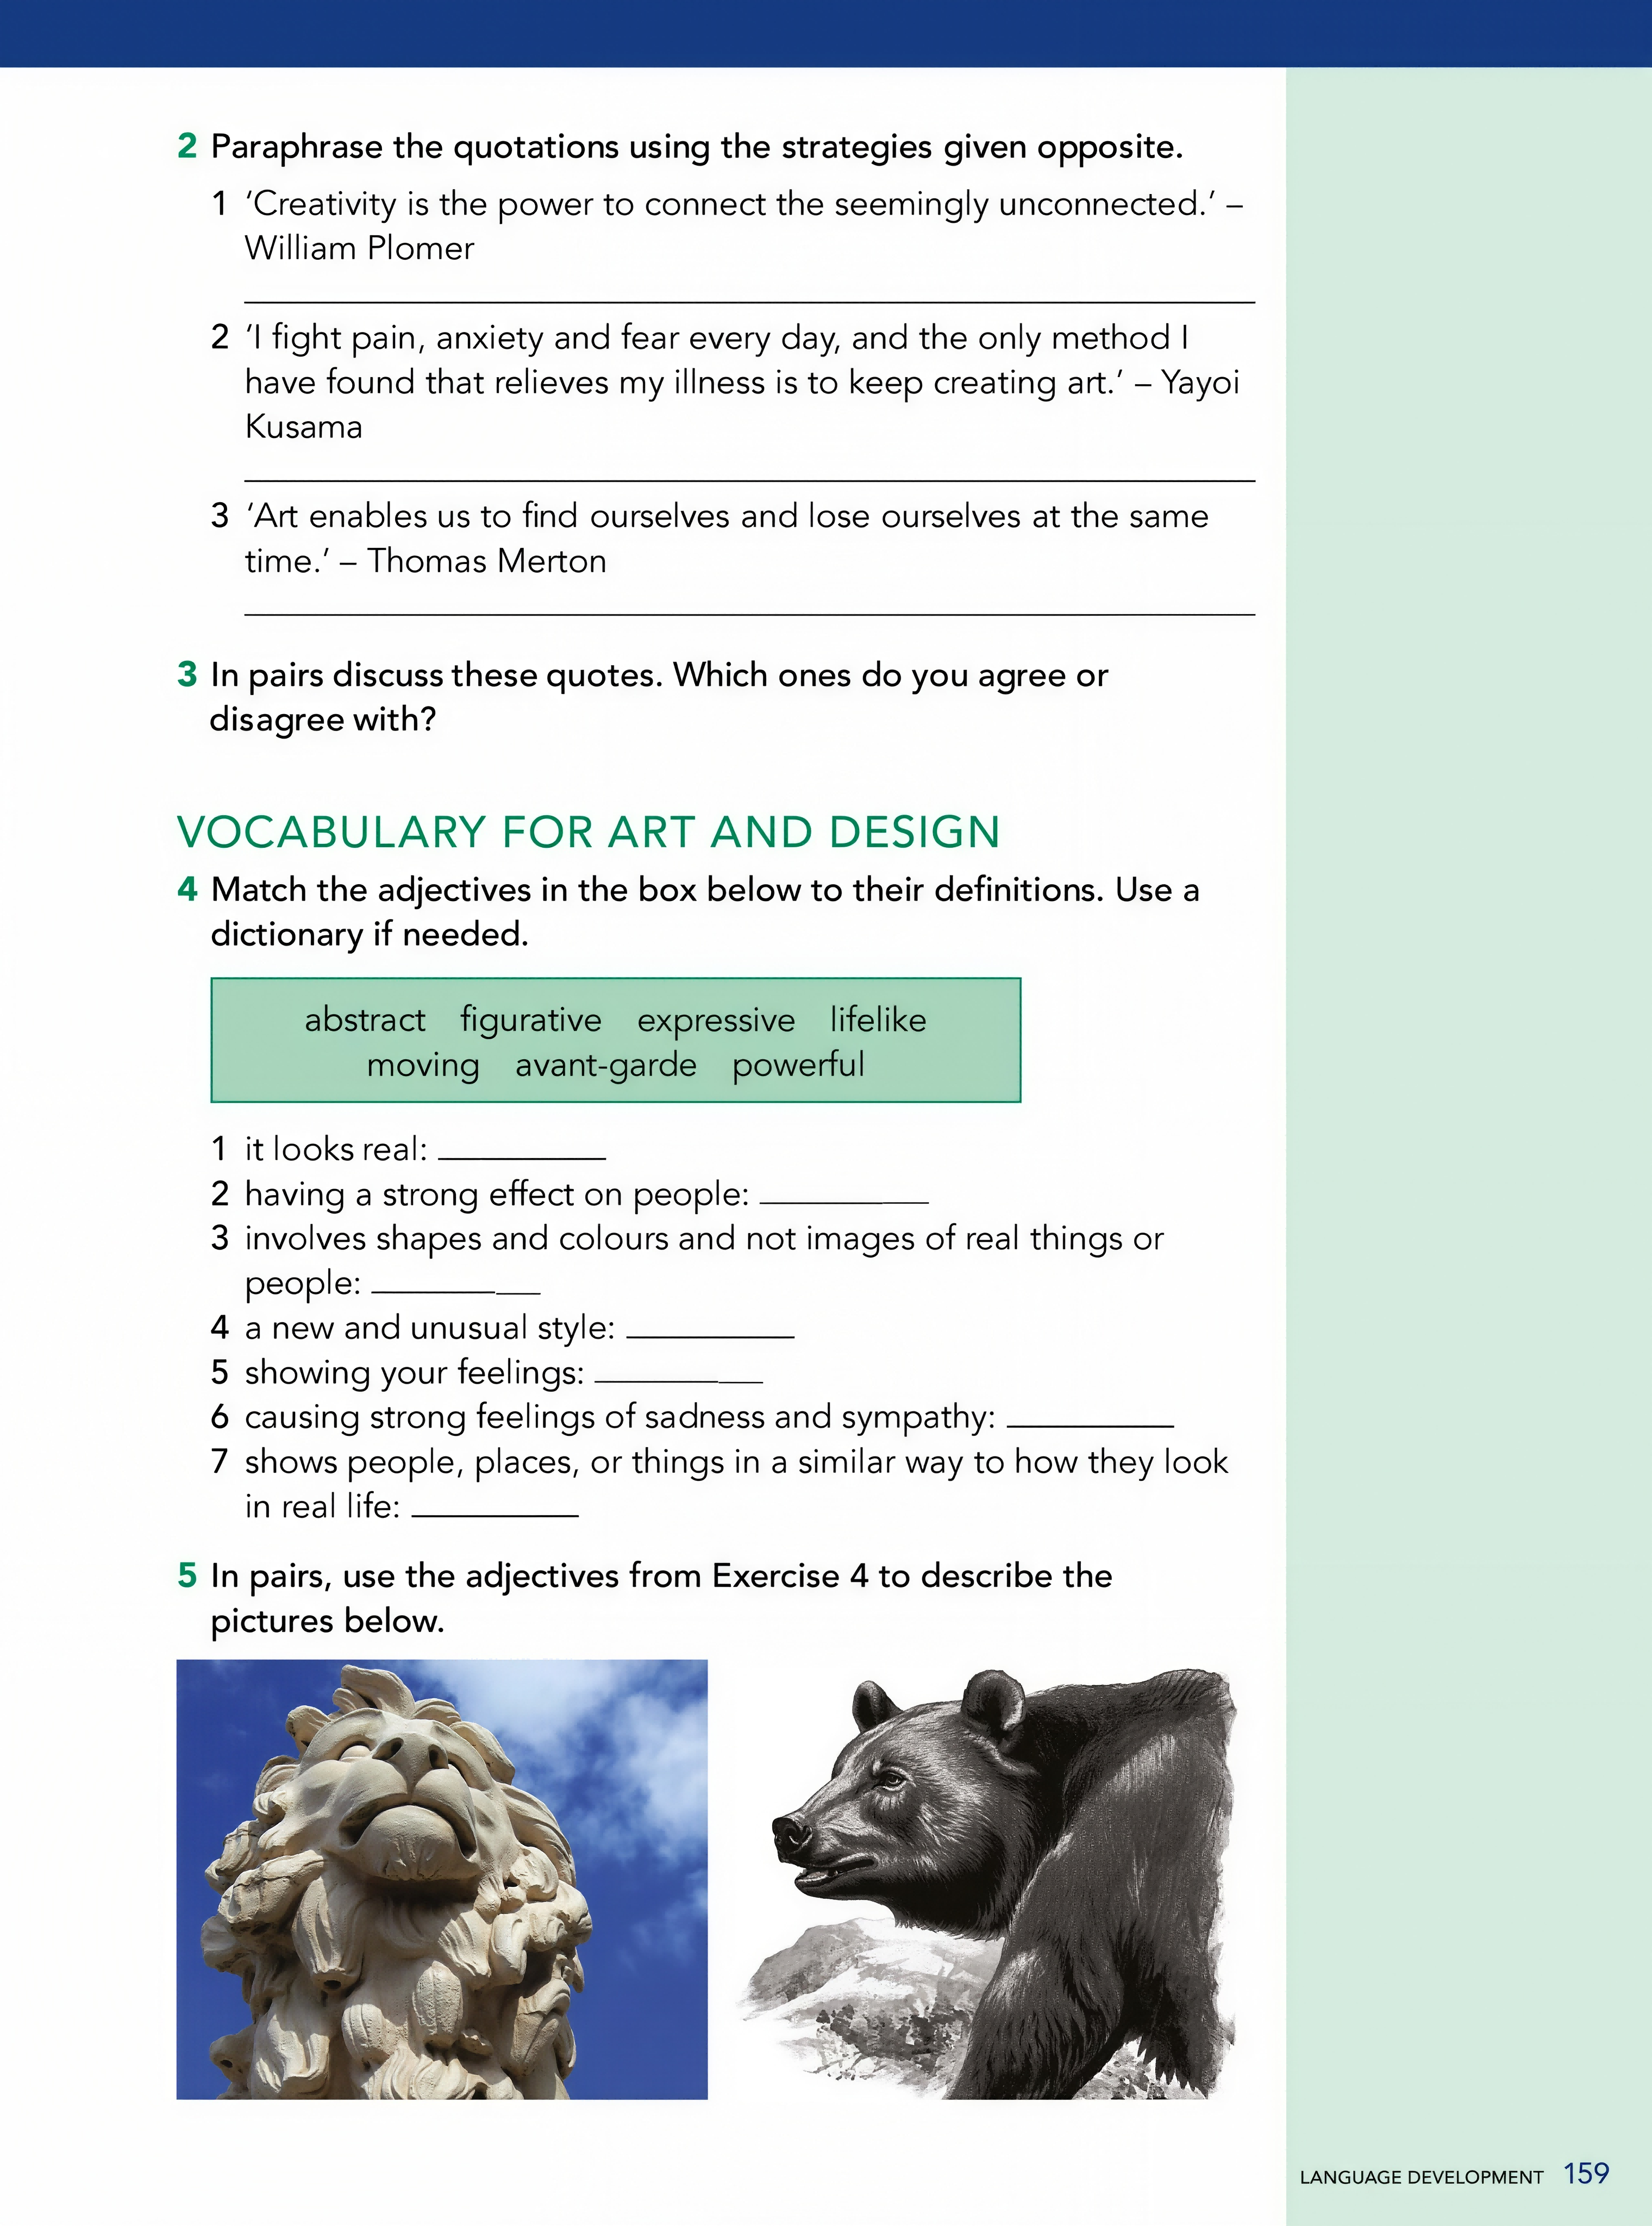 2 Paraphrase the quotations using the strategies given opposite.
1 ‘Creativity is the power to connect the seemingly unconnected.’ –
William Plomer
2 ‘I fight pain, anxiety and fear every day, and the only method I
have found that relieves my illness is to keep creating art.’ – Yayoi
Kusama
3 ‘Art enables us to find ourselves and lose ourselves at the same
time.’ – Thomas Merton
3 In pairs discuss these quotes. Which ones do you agree or
disagree with?
VOCABULARY FOR ART AND DESIGN
4 Match the adjectives in the box below to their definitions. Use a
dictionary if needed.
abstract figurative expressive lifelike
moving avant-garde powerful
1 it looks real: __________
2 having a strong effect on people: __________
3 involves shapes and colours and not images of real things or
people: __________
4 a new and unusual style: __________
5 showing your feelings: __________
6 causing strong feelings of sadness and sympathy: __________
7 shows people, places, or things in a similar way to how they look
in real life: __________
5 In pairs, use the adjectives from Exercise 4 to describe the
pictures below.
LANGUAGE DEVELOPMENT 159